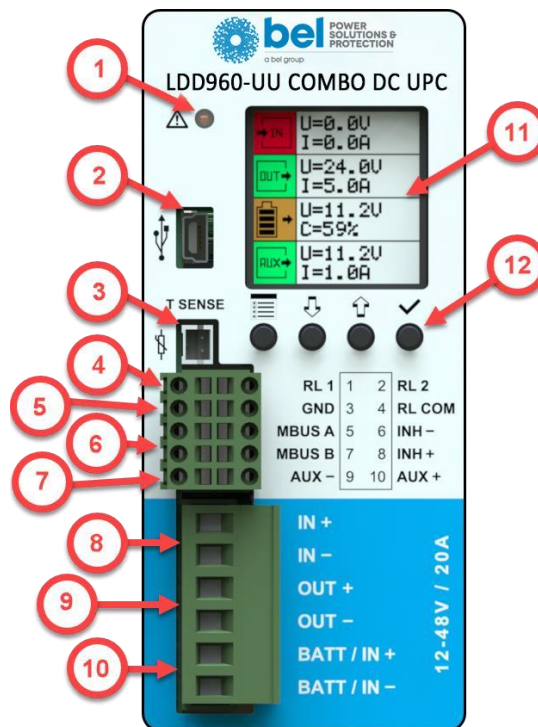 bel POWER SOLUTIONS & PROTECTION
a bel group
LDD960-UU COMBO DC UPC
1
IN U=0.0V
I=0.0A
OUT U=24.0V
I=5.0A
U=11.2V
C=59%
AUX U=11.2V
I=1.0A
11
2
12
3
T SENSE
4
RL 1 1 2 RL 2
5
GND 3 4 RL COM
MBUS A 5 6 INH −
6
MBUS B 7 8 INH +
7
AUX − 9 10 AUX +
8
IN +
IN −
9
OUT +
OUT −
10
BATT / IN +
BATT / IN −
12-48V / 20A